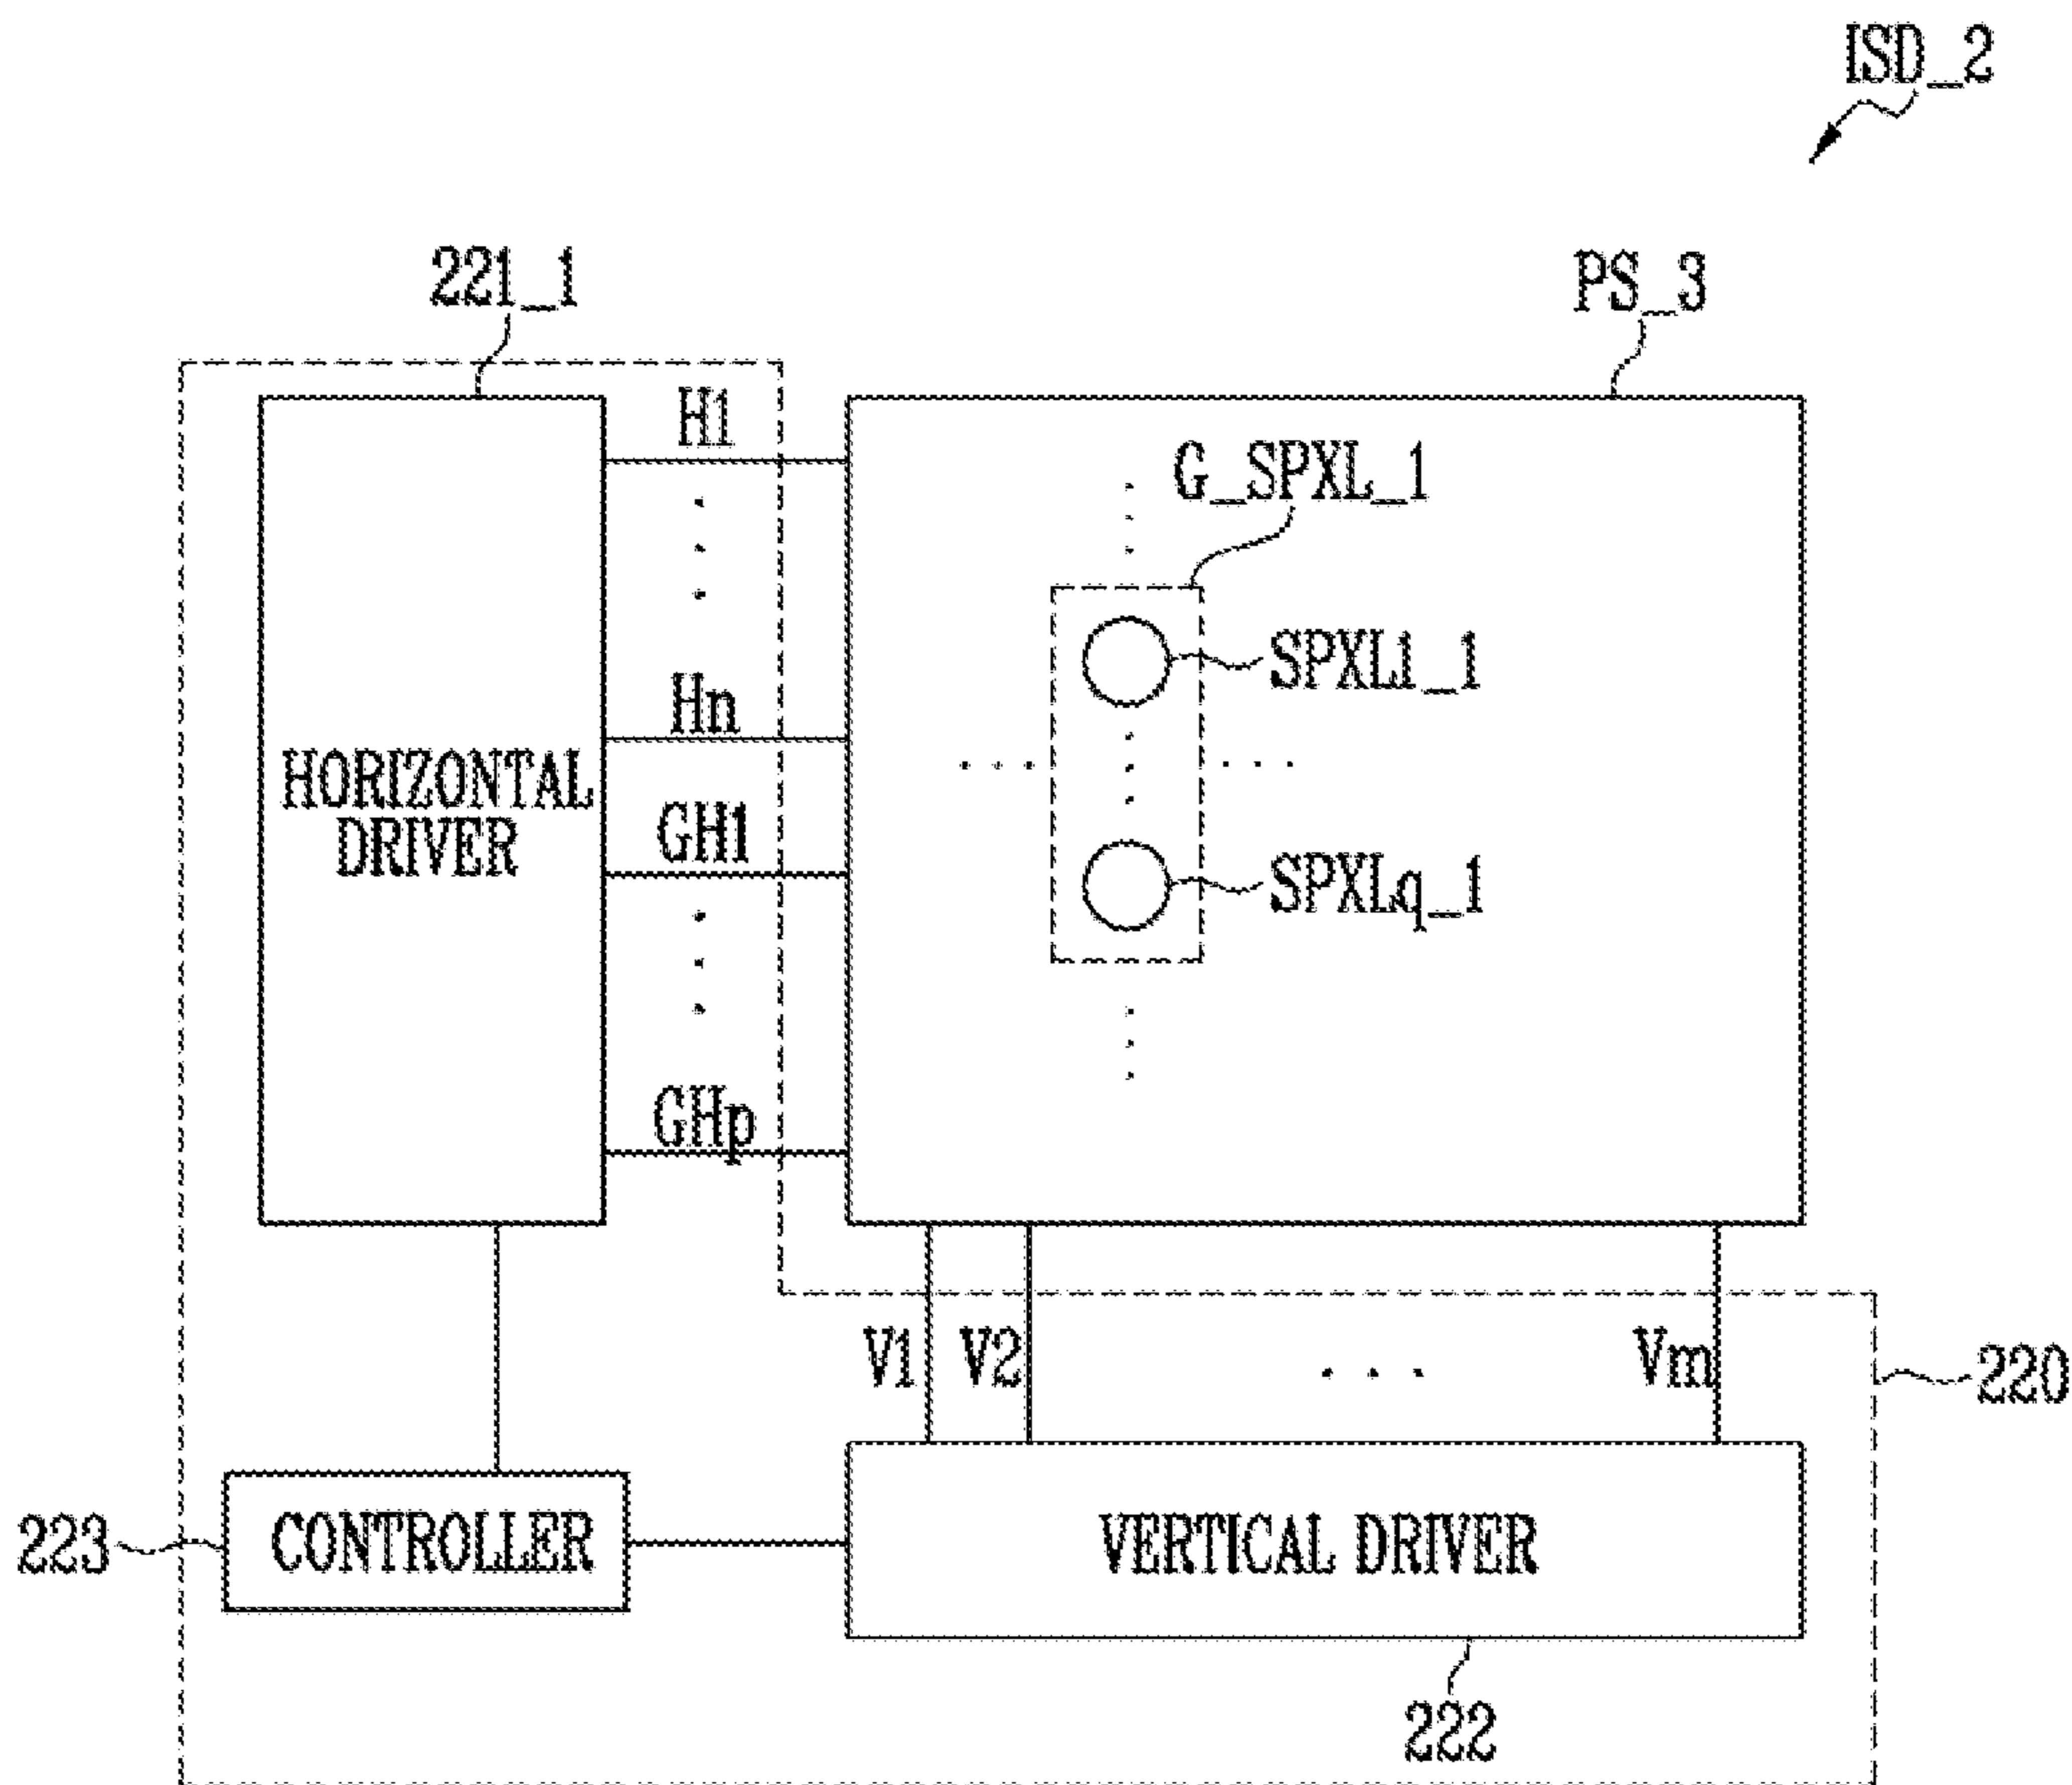 ISD_2
221_1
PS_3
H1
G_SPXL_1
SPXL1_1
Hn
HORIZONTAL
DRIVER
GH1
SPXLq_1
GHp
V1
V2
Vm
220
223
CONTROLLER
VERTICAL DRIVER
222